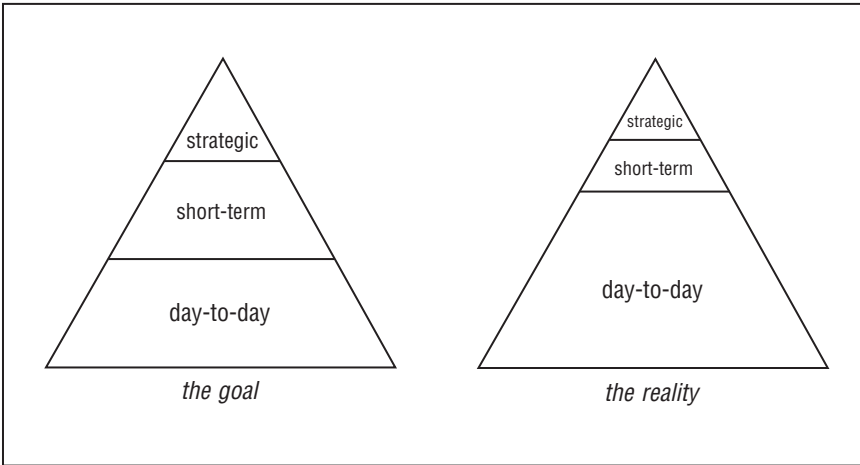 strategic
short-term
day-to-day
the goal
strategic
short-term
day-to-day
the reality